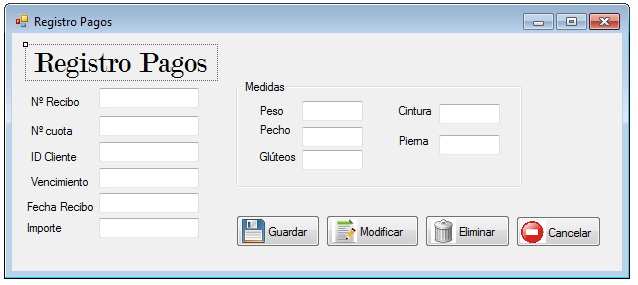 Registro Pagos
Registro Pagos
Nº Recibo
Nº cuota
ID Cliente
Vencimiento
Fecha Recibo
Importe
Medidas
Peso
Pecho
Glúteos
Cintura
Pierna
Guardar
Modificar
Eliminar
Cancelar